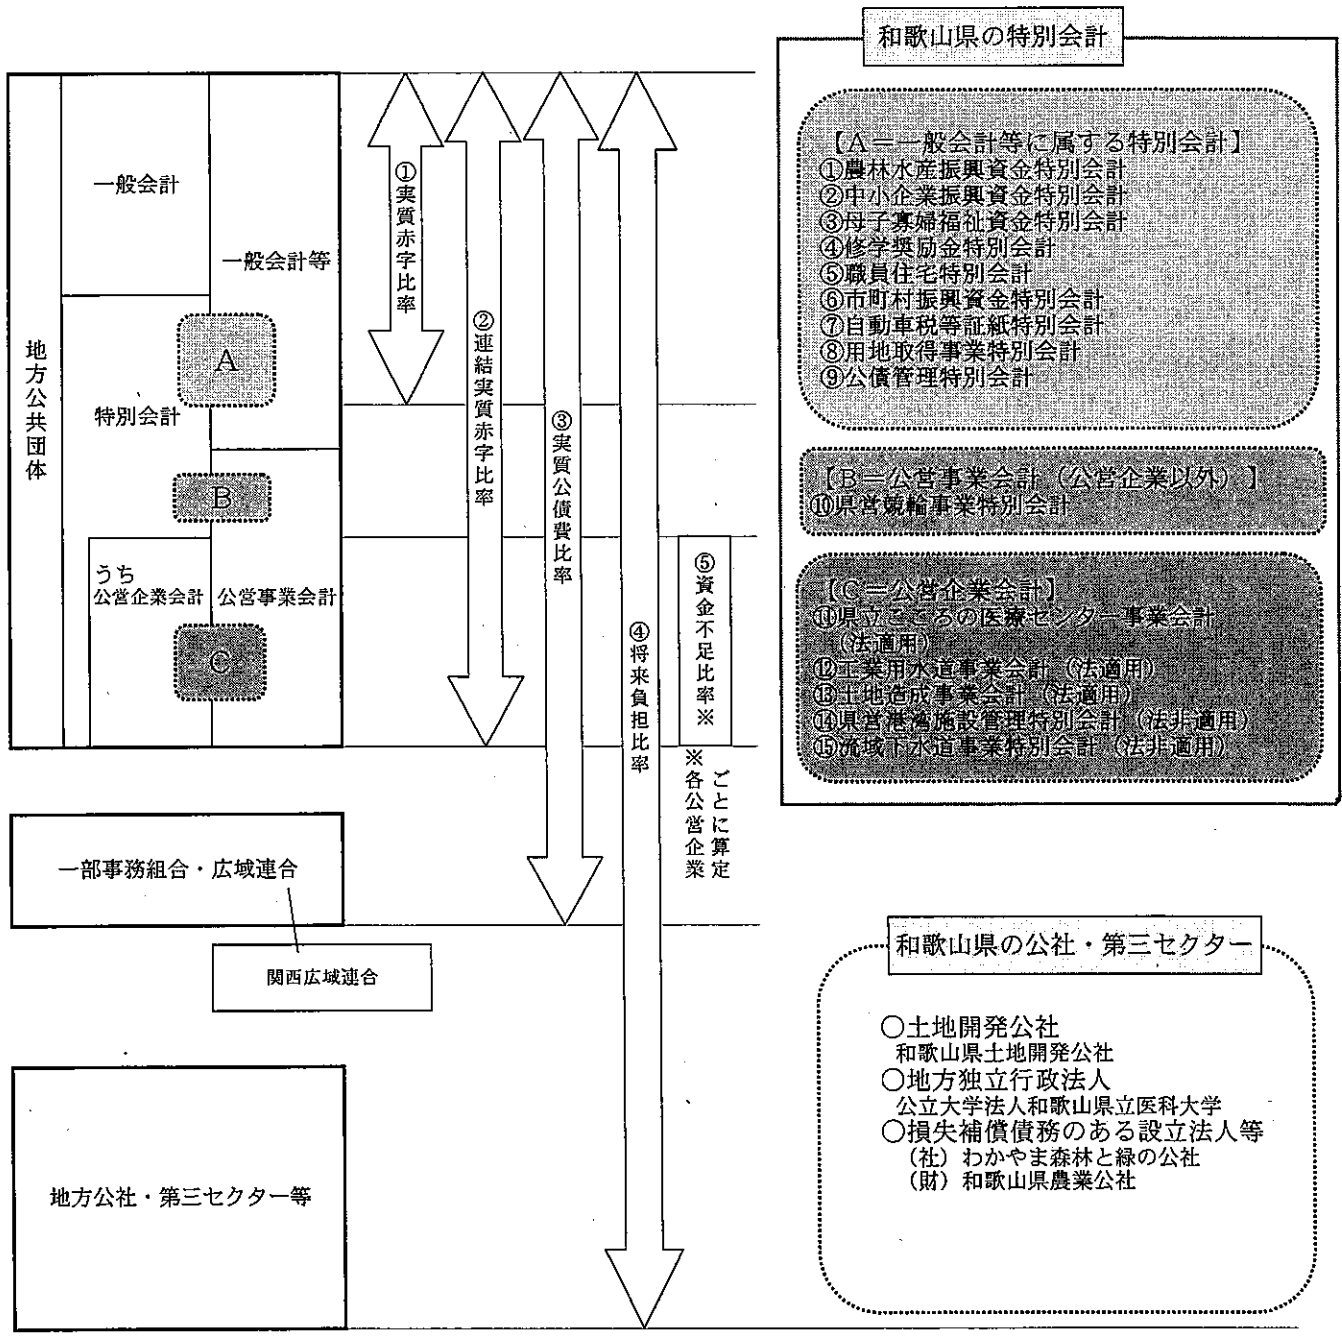 地方公共団体
一般会計
一般会計等
特別会計
A
B
うち
公営企業会計
公営事業会計
C
①実質赤字比率
②連結実質赤字比率
③実質公債費比率
④将来負担比率
⑤資金不足比率※
※各公営企業
ごとに算定
一部事務組合・広域連合
関西広域連合
地方公社・第三セクター等
和歌山県の特別会計
【A=一般会計等に属する特別会計】
①農林水産振興資金特別会計
②中小企業振興資金特別会計
③母子寡婦福祉資金特別会計
④修学奨励金特別会計
⑤職員住宅特別会計
⑥市町村振興資金特別会計
⑦自動車税等証紙特別会計
⑧用地取得事業特別会計
⑨公債管理特別会計
【B=公営事業会計(公営企業以外)】
⑩県営競輪事業特別会計
【C=公営企業会計】
⑪県立こころの医療センター事業会計
(法適用)
⑫工業用水道事業会計(法適用)
⑬土地造成事業会計(法適用)
⑭県営港湾施設管理特別会計(法非適用)
⑮流域下水道事業特別会計(法非適用)
和歌山県の公社・第三セクター
○土地開発公社
和歌山県土地開発公社
○地方独立行政法人
公立大学法人和歌山県立医科大学
○損失補償債務のある設立法人等
(社)わかやま森林と緑の公社
(財)和歌山県農業公社